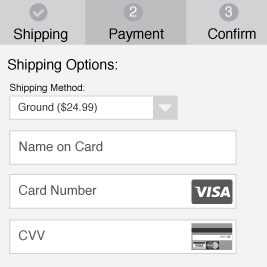 2 3
Shipping Payment Confirm
Shipping Options:
Shipping Method:
Ground ($24.99)
Name on Card
Card Number VISA
CVV